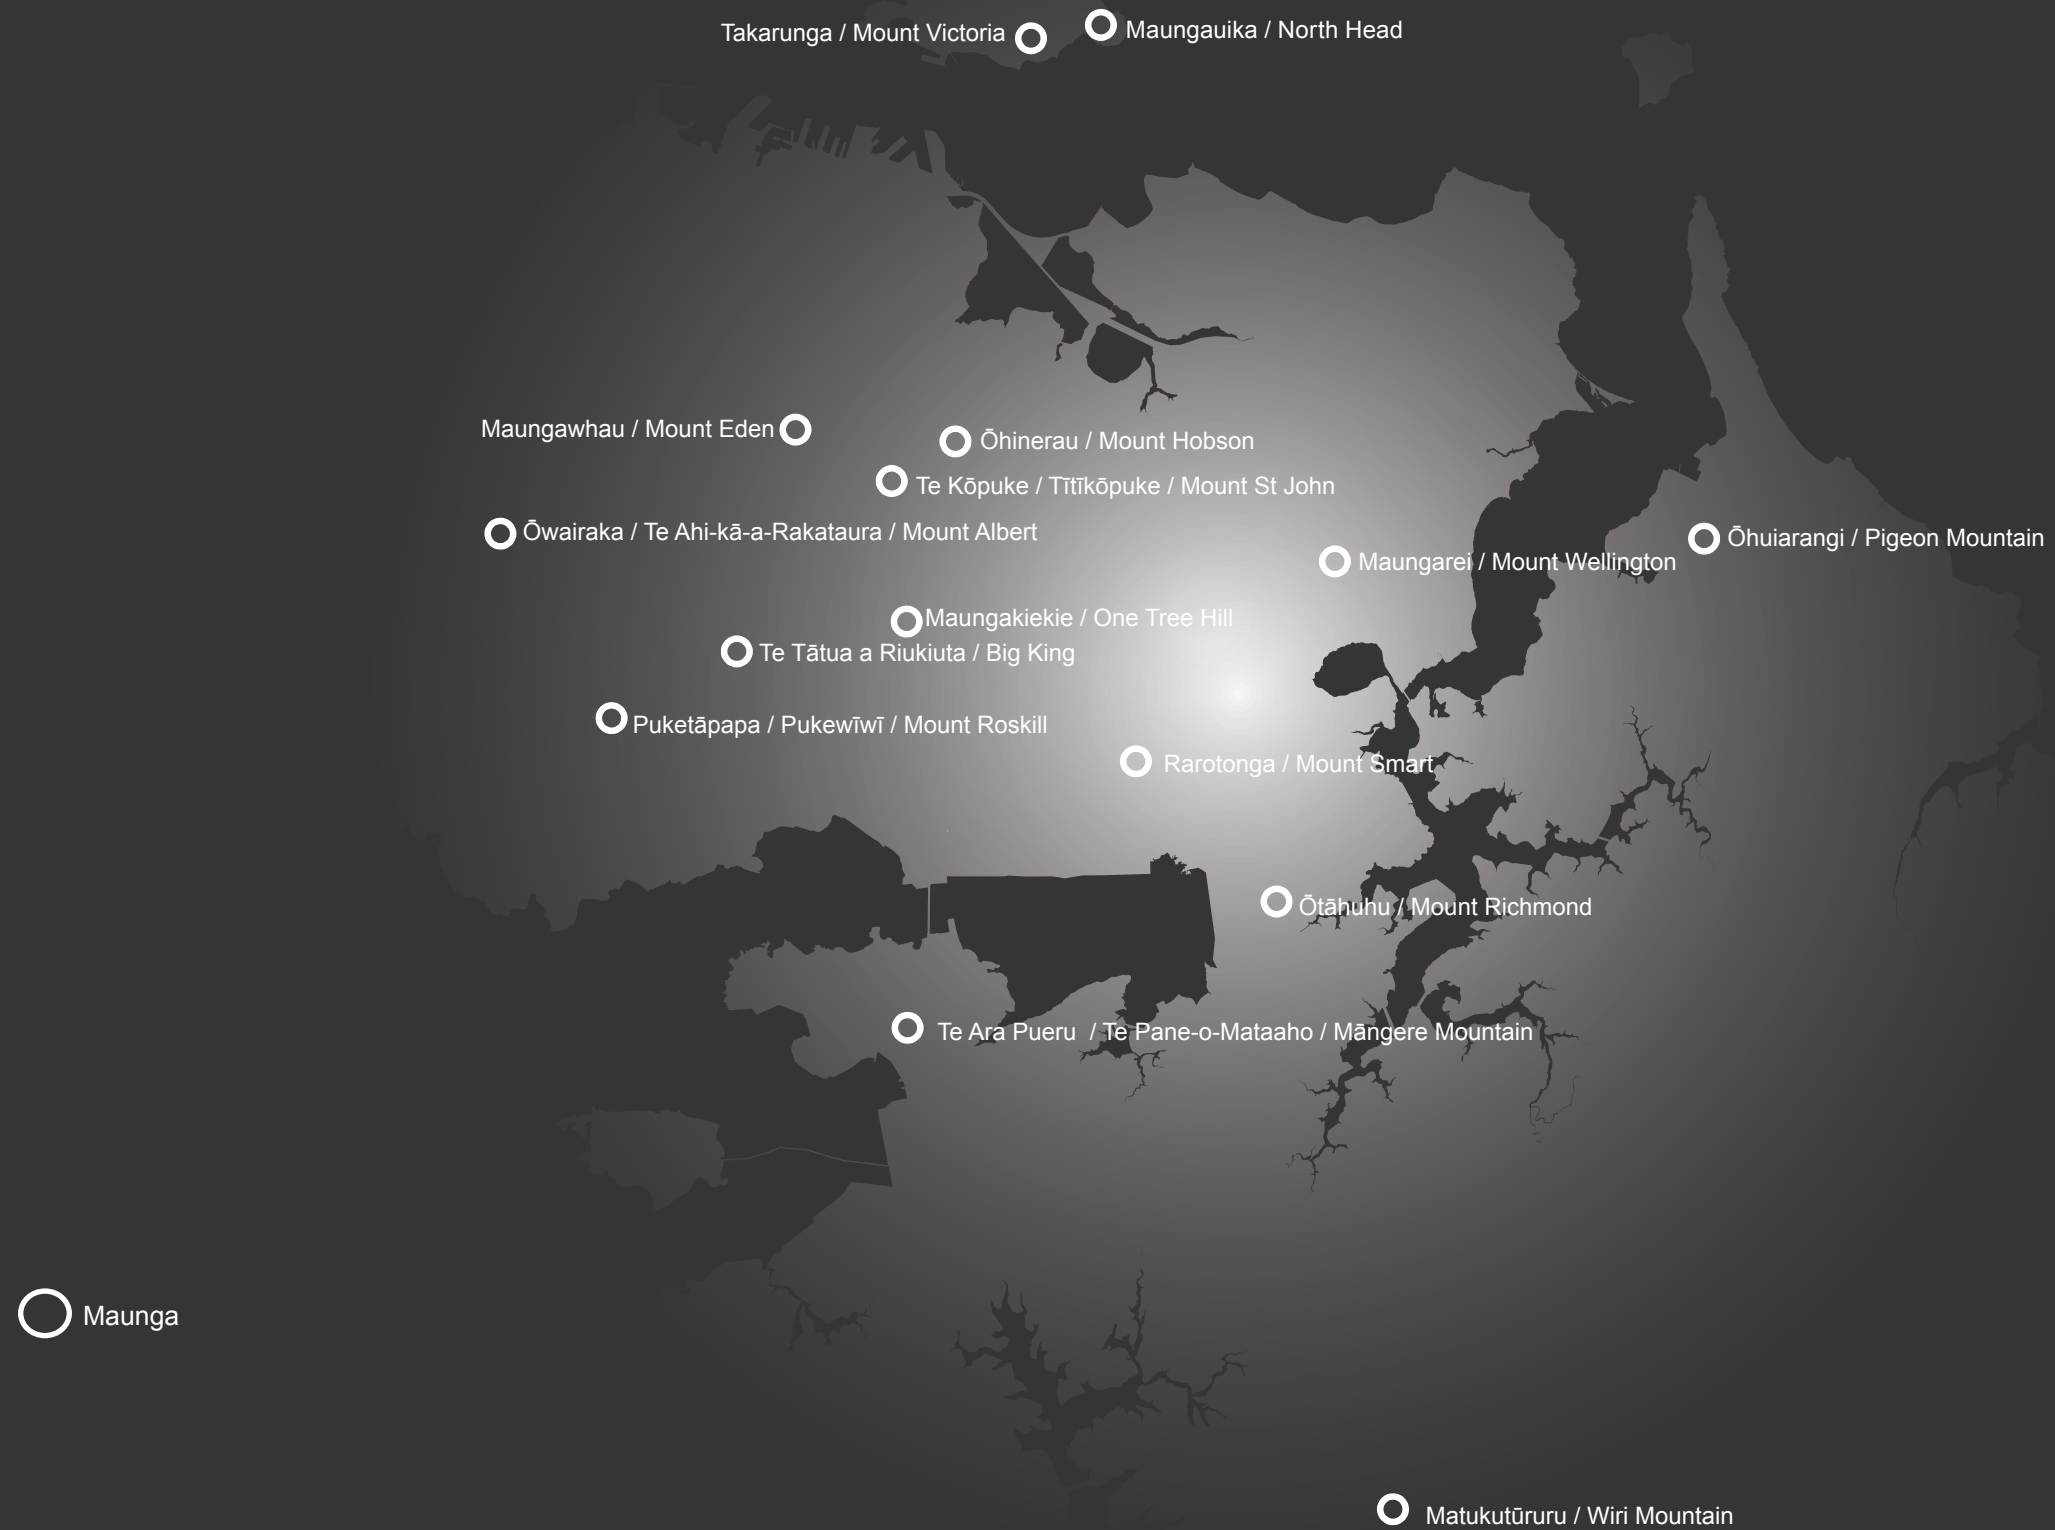 Takarunga / Mount Victoria
Maungauika / North Head
Maungawhau / Mount Eden
Ōhinerau / Mount Hobson
Te Kōpuke / Tītīkōpuke / Mount St John
Ōwairaka / Te Ahi-kā-a-Rakataura / Mount Albert
Ōhuiarangi / Pigeon Mountain
Maungarei / Mount Wellington
Maungakiekie / One Tree Hill
Te Tātua a Riukiuta / Big King
Puketāpapa / Pukewīwī / Mount Roskill
Rarotonga / Mount Smart
Ōtāhuhu / Mount Richmond
Te Ara Pueru / Te Pane-o-Mataaho / Māngere Mountain
Maunga
Matukutūruru / Wiri Mountain